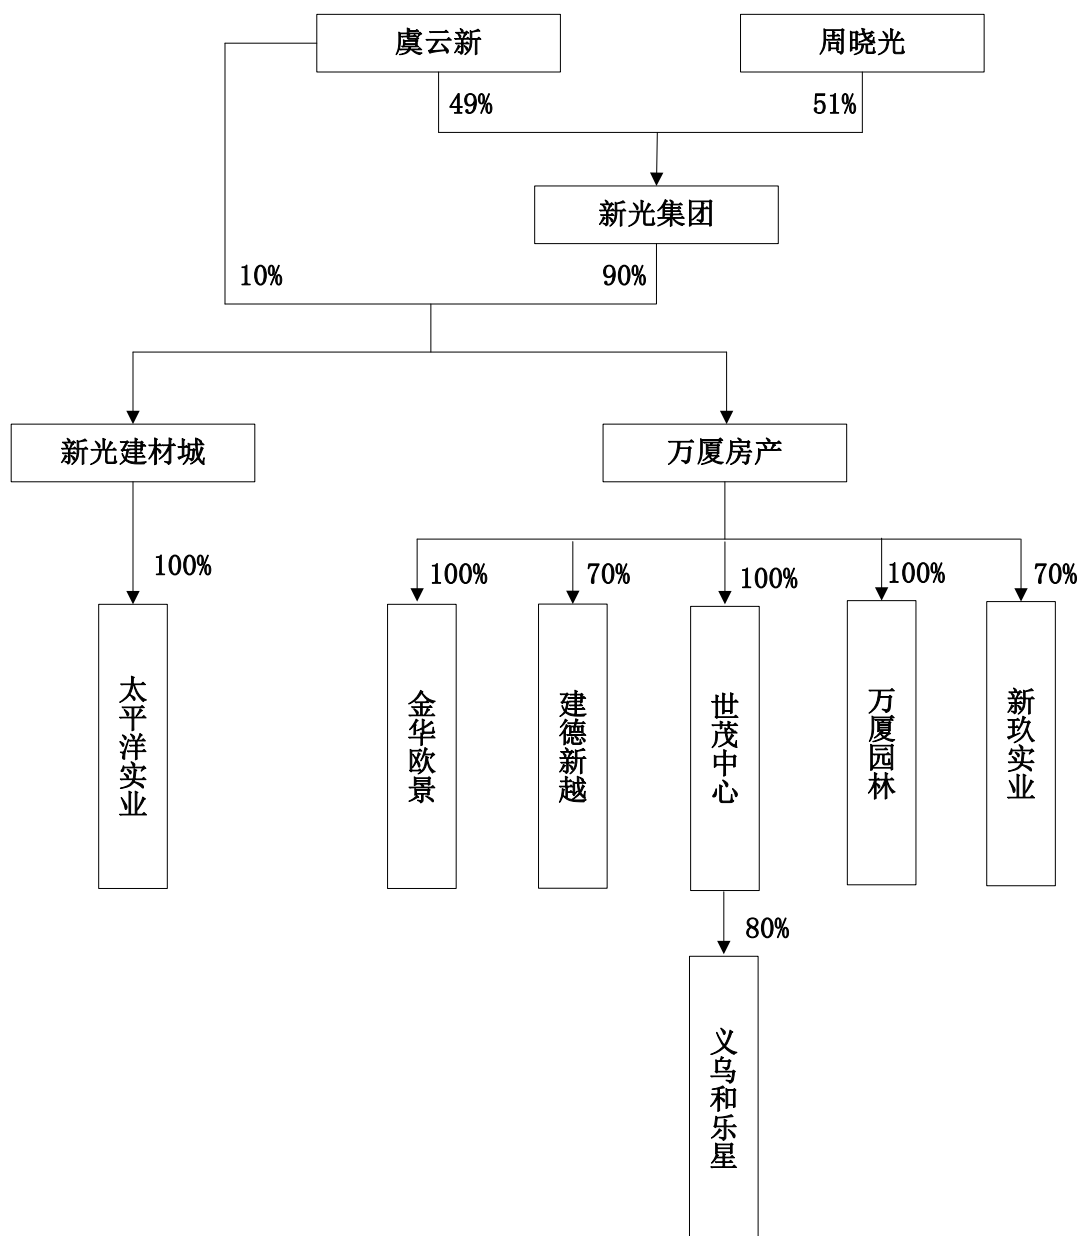 虞云新
周晓光
49%
51%
新光集团
10%
90%
新光建材城
万厦房产
100%
100%
70%
100%
100%
70%
太平洋实业
金华欧景
建德新越
世茂中心
万厦园林
新玖实业
80%
义乌和乐星